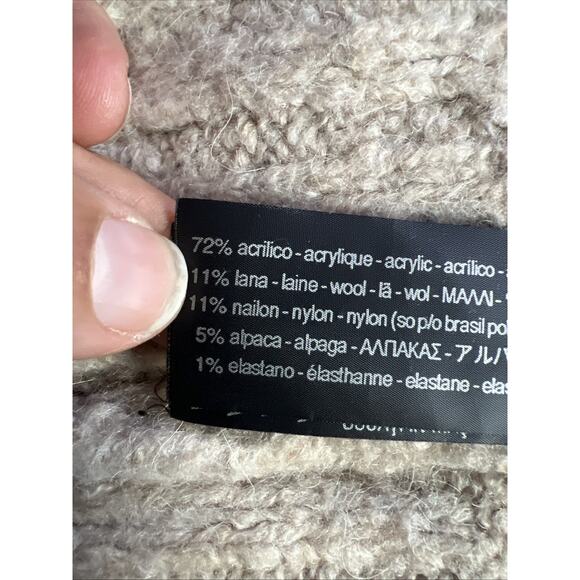 72% acrílico - acrylique - acrylic - acrílico -
11% lana - laine - wool - lã - wol - ΜΑΛΛΙ -
11% nailon - nylon - nylon (so p/o brasil pol
5% alpaca - alpaga - ΑΛΠΑΚΑΣ - アルパ
1% elastano - élasthanne - elastane - elas